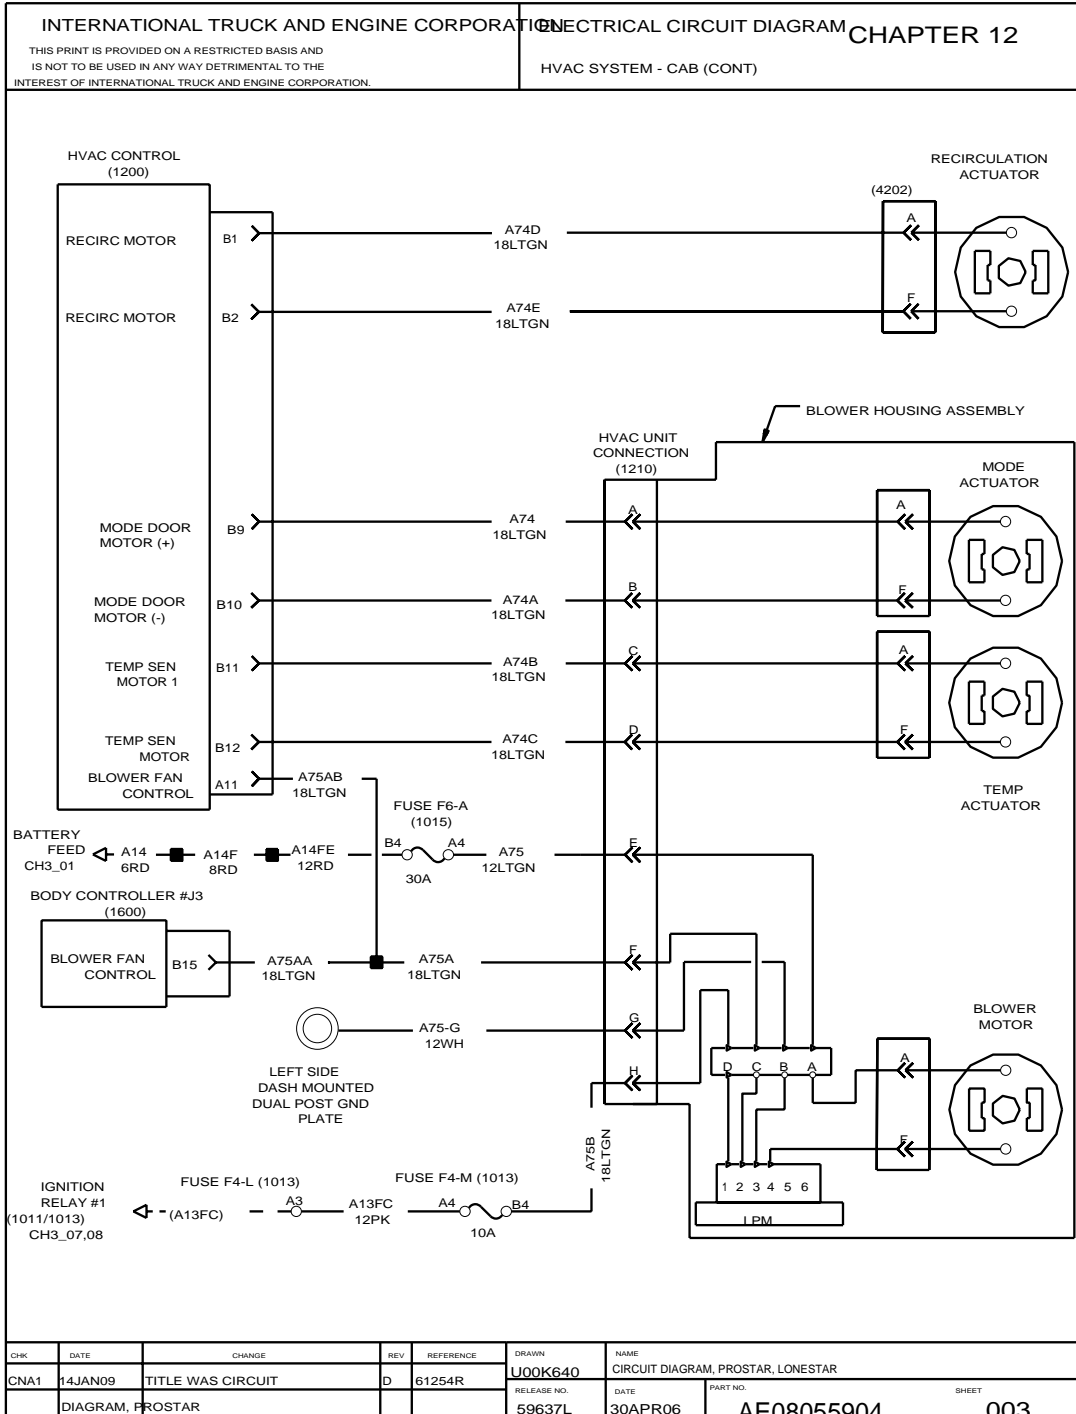 INTERNATIONAL TRUCK AND ENGINE CORPORATION
THIS PRINT IS PROVIDED ON A RESTRICTED BASIS AND
IS NOT TO BE USED IN ANY WAY DETRIMENTAL TO THE
INTEREST OF INTERNATIONAL TRUCK AND ENGINE CORPORATION.
ELECTRICAL CIRCUIT DIAGRAM
CHAPTER 12
HVAC SYSTEM - CAB (CONT)
HVAC CONTROL
(1200)
RECIRCULATION
ACTUATOR
(4202)
RECIRC MOTOR
B1
A74D
18LTGN
A
RECIRC MOTOR
B2
A74E
18LTGN
F
BLOWER HOUSING ASSEMBLY
HVAC UNIT
CONNECTION
(1210)
MODE
ACTUATOR
MODE DOOR
MOTOR (+)
B9
A74
18LTGN
A
A
MODE DOOR
MOTOR (-)
B10
A74A
18LTGN
B
F
TEMP SEN
MOTOR 1
B11
A74B
18LTGN
C
A
TEMP SEN
MOTOR
B12
A74C
18LTGN
D
F
TEMP
ACTUATOR
BLOWER FAN
CONTROL
A11
A75AB
18LTGN
FUSE F6-A
(1015)
BATTERY
FEED
CH3_01
A14
6RD
A14F
8RD
A14FE
12RD
B4
A4
30A
A75
12LTGN
E
BODY CONTROLLER #J3
(1600)
BLOWER FAN
CONTROL
B15
A75AA
18LTGN
A75A
18LTGN
F
A75-G
12WH
G
LEFT SIDE
DASH MOUNTED
DUAL POST GND
PLATE
H
BLOWER
MOTOR
D C B A
A
F
A75B
18LTGN
1 2 3 4 5 6
LPM
IGNITION
RELAY #1
(1011/1013)
CH3_07,08
(A13FC)
FUSE F4-L (1013)
A3
A13FC
12PK
FUSE F4-M (1013)
A4
B4
10A
CHK DATE CHANGE REV REFERENCE
CNA1 14JAN09 TITLE WAS CIRCUIT D 61254R
DIAGRAM, PROSTAR
DRAWN
U00K640
NAME
CIRCUIT DIAGRAM, PROSTAR, LONESTAR
RELEASE NO.
59637L
DATE
30APR06
PART NO.
AE08055904
SHEET
003